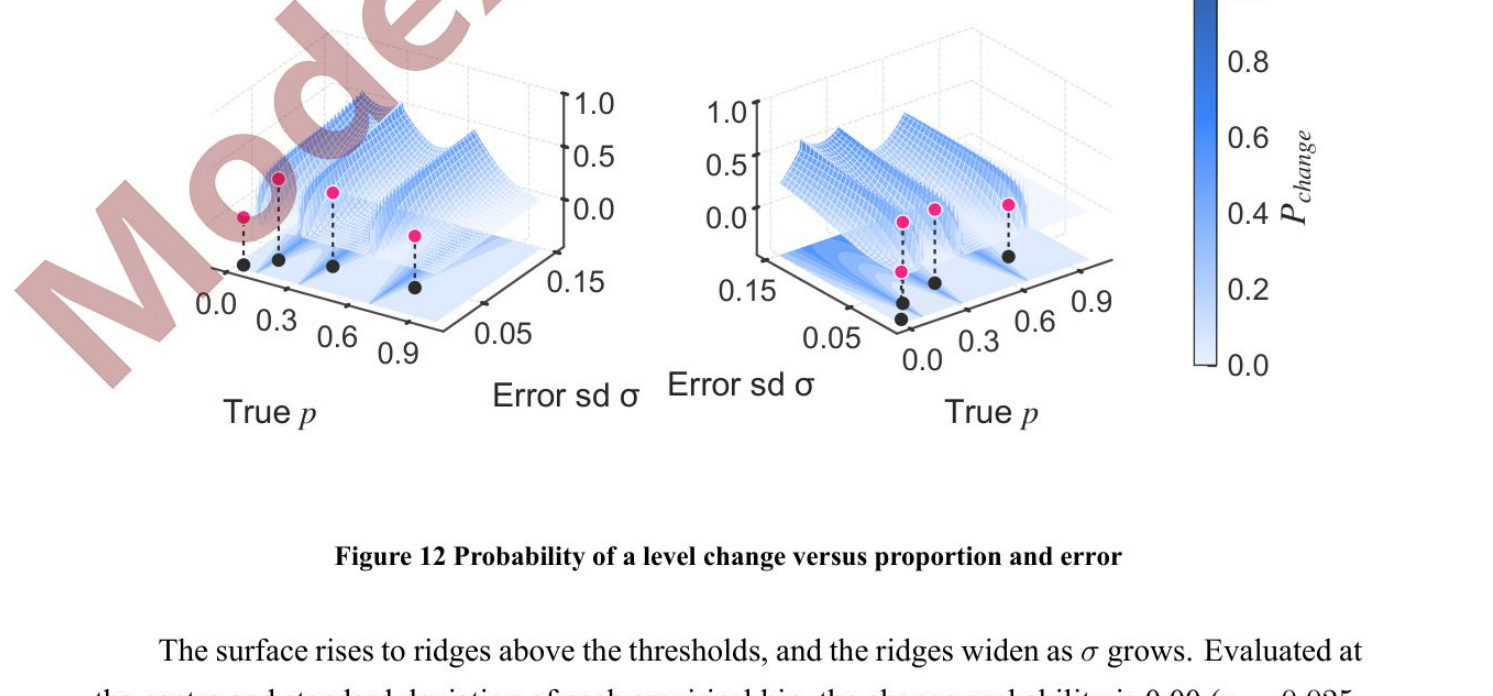 Mode
1.0
0.5
0.0
0.15
0.05
0.0
0.3
0.6
0.9
True p
Error sd σ
1.0
0.5
0.0
0.15
0.05
0.0
0.3
0.6
0.9
Error sd σ
True p
0.8
0.6
0.4
0.2
0.0
P change
Figure 12 Probability of a level change versus proportion and error
The surface rises to ridges above the thresholds, and the ridges widen as σ grows. Evaluated at